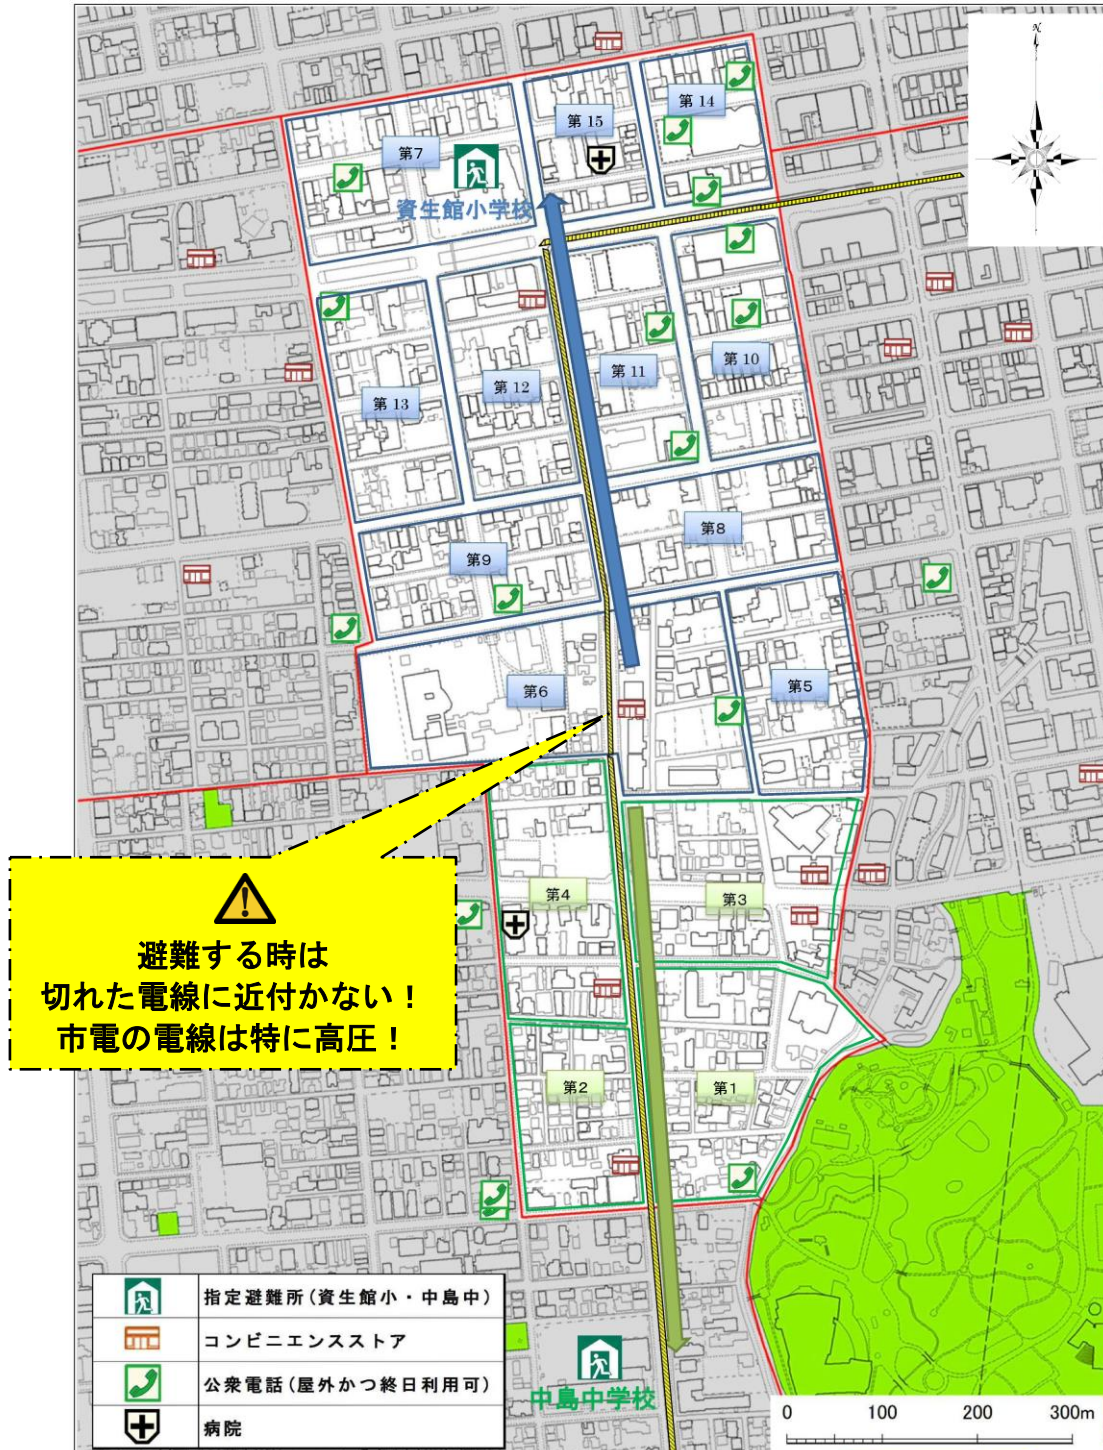 N
第14
第15
第7
資生館小学校
第10
第11
第12
第13
第8
第9
第5
第6
第4
第3
⚠
避難する時は
切れた電線に近付かない！
市電の電線は特に高圧！
第2
第1
指定避難所(資生館小・中島中)
コンビニエンスストア
公衆電話(屋外かつ終日利用可)
病院
中島中学校
0 100 200 300m